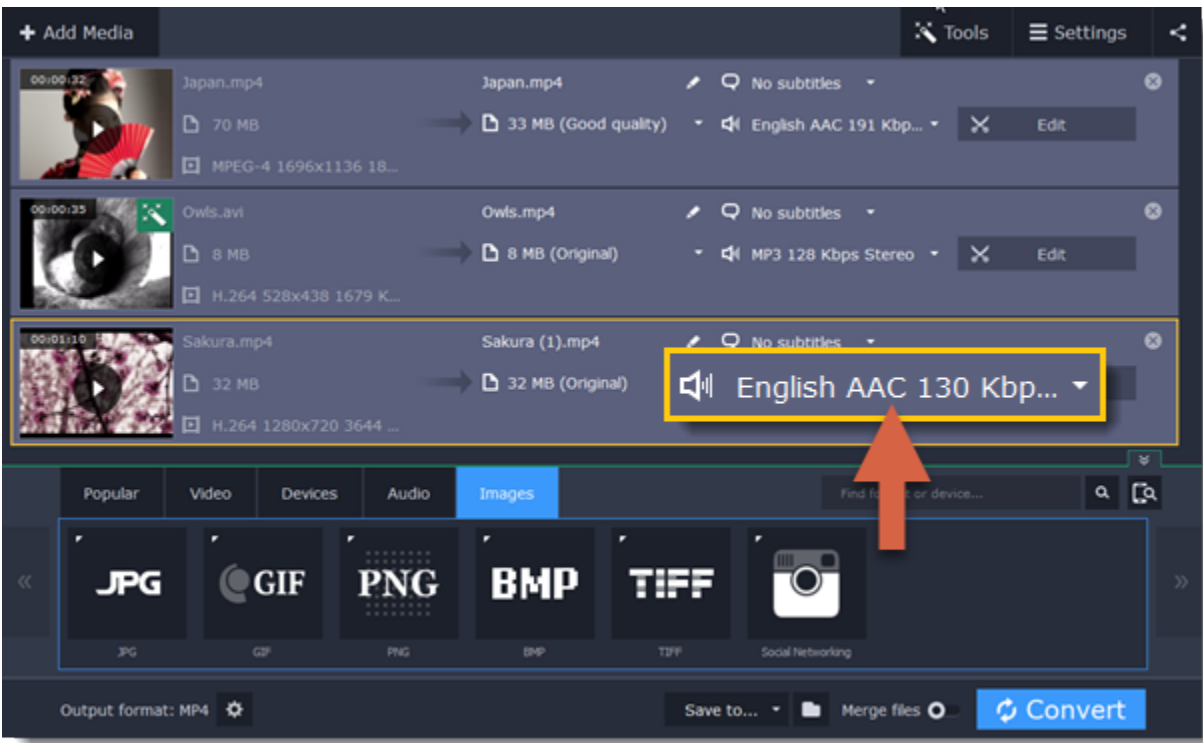 Add Media
Tools
Settings
00:00:32
Japan.mp4
Japan.mp4
No subtitles
70 MB
33 MB (Good quality)
English AAC 191 Kbp...
Edit
MPEG-4 1696x1136 18...
00:00:35
Owls.avi
Owls.mp4
No subtitles
8 MB
8 MB (Original)
MP3 128 Kbps Stereo
Edit
H.264 528x438 1679 K...
00:01:10
Sakura.mp4
Sakura (1).mp4
No subtitles
32 MB
32 MB (Original)
English AAC 130 Kbp...
H.264 1280x720 3644 ...
Popular
Video
Devices
Audio
Images
Find or device...
JPG
GIF
PNG
BMP
TIFF
JPG
GIF
PNG
BMP
TIFF
Social Networking
Output format: MP4
Save to...
Merge files
Convert